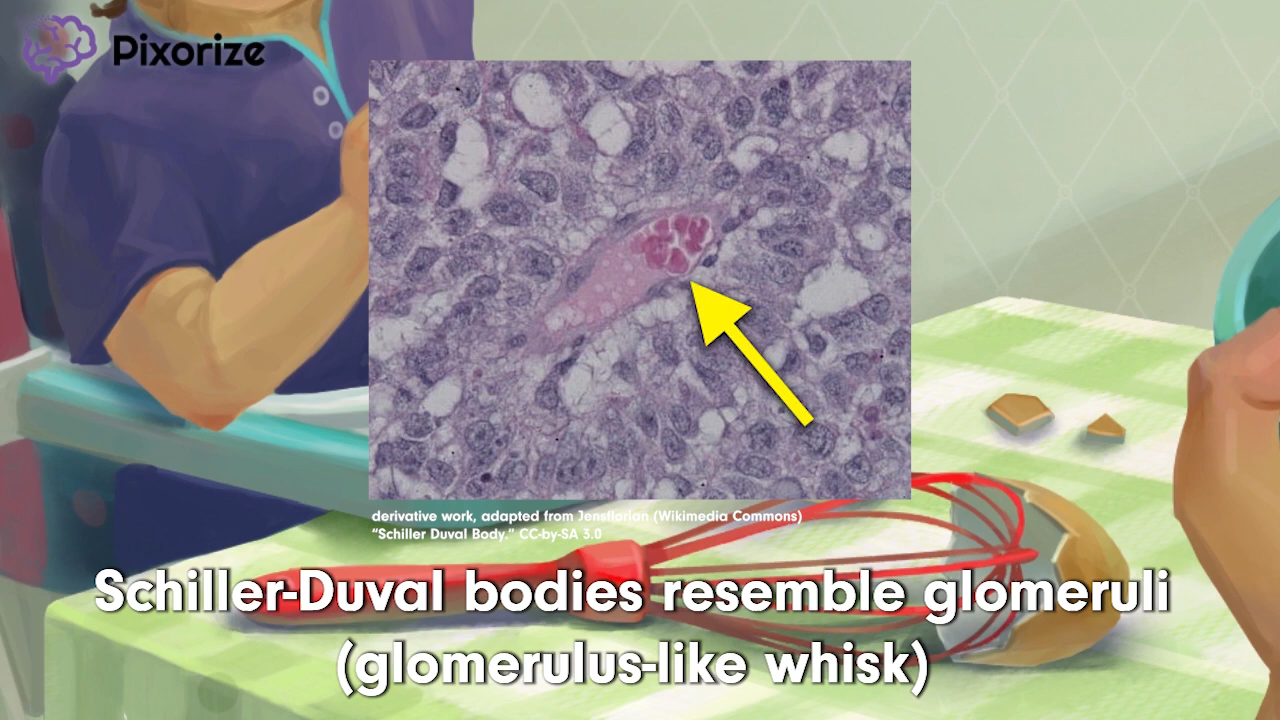 Pixorize
derivative work, adapted from Jensflorian (Wikimedia Commons)
“Schiller Duval Body.” CC-by-SA 3.0
Schiller-Duval bodies resemble glomeruli
(glomerulus-like whisk)